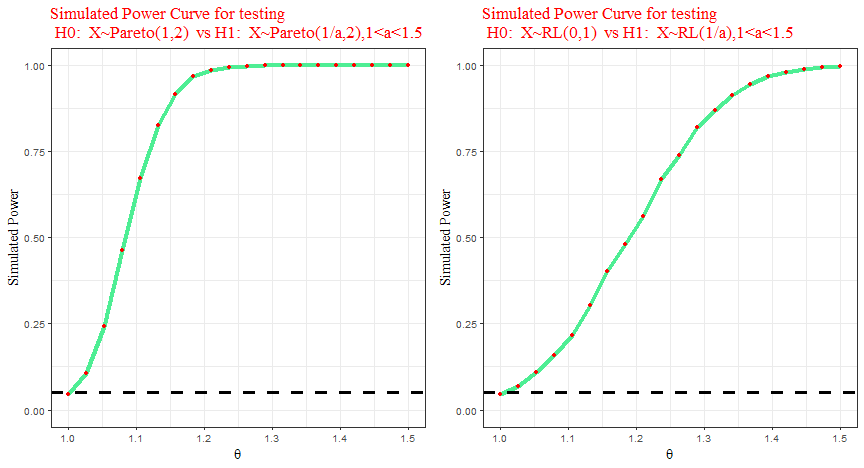 Simulated Power Curve for testing
H0: X~Pareto(1,2) vs H1: X~Pareto(1/a,2),1<a<1.5
1.00
0.75
0.50
0.25
0.00
Simulated Power
1.0
1.1
1.2
1.3
1.4
1.5
θ
Simulated Power Curve for testing
H0: X~RL(0,1) vs H1: X~RL(1/a),1<a<1.5
1.00
0.75
0.50
0.25
0.00
Simulated Power
1.0
1.1
1.2
1.3
1.4
1.5
θ